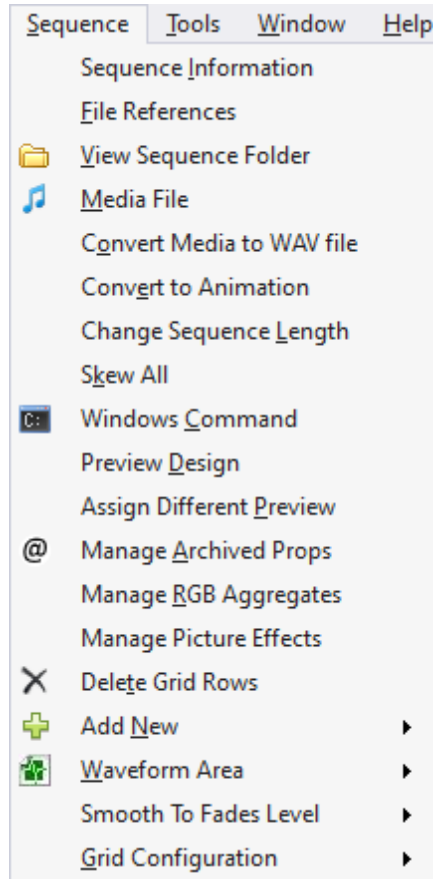 Sequence Tools Window Help
Sequence Information
File References
View Sequence Folder
Media File
Convert Media to WAV file
Convert to Animation
Change Sequence Length
Skew All
C:
Windows Command
Preview Design
Assign Different Preview
@ Manage Archived Props
Manage RGB Aggregates
Manage Picture Effects
Delete Grid Rows
Add New
Waveform Area
Smooth To Fades Level
Grid Configuration